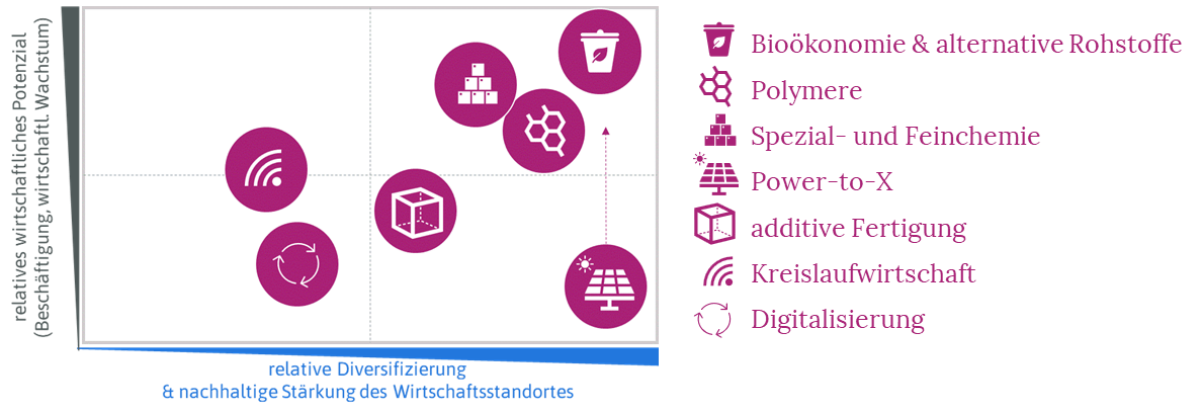 relatives wirtschaftliches Potenzial
(Beschäftigung, wirtschaftl. Wachstum)
relative Diversifizierung
& nachhaltige Stärkung des Wirtschaftsstandortes
Bioökonomie & alternative Rohstoffe
Polymere
Spezial- und Feinchemie
Power-to-X
additive Fertigung
Kreislaufwirtschaft
Digitalisierung